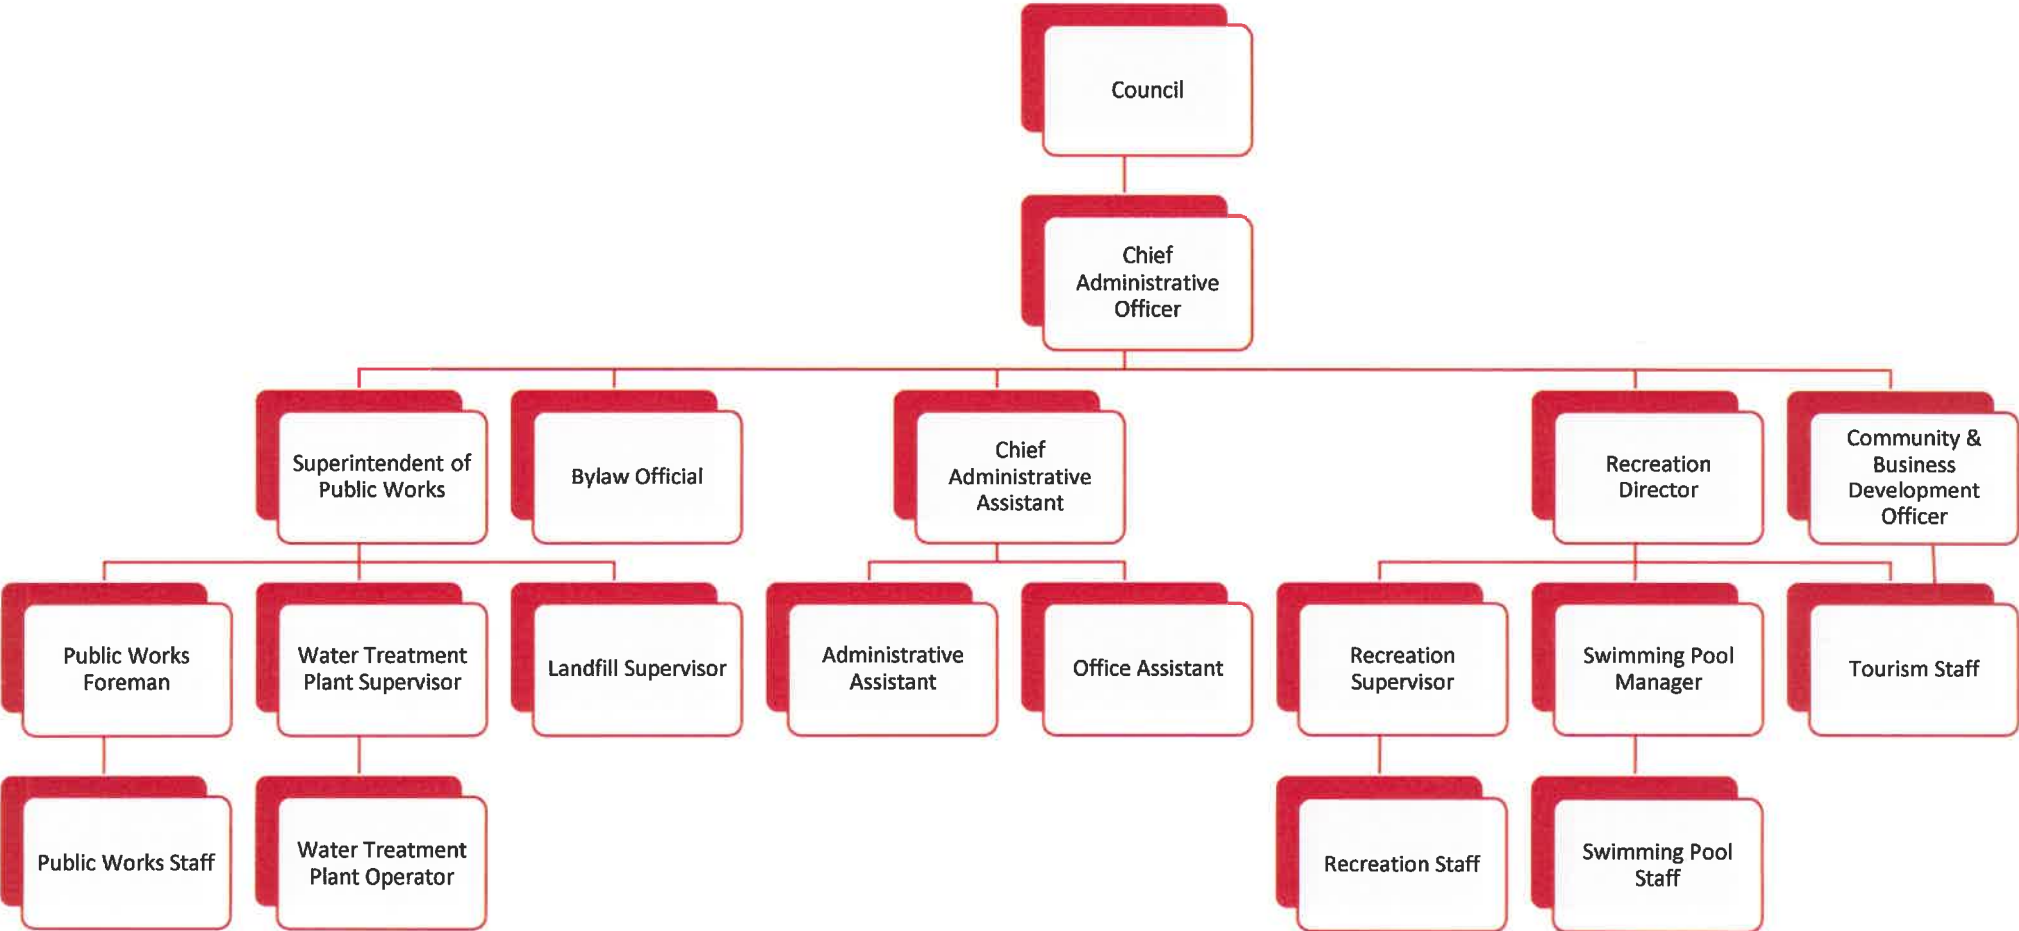 Council
Chief
Administrative
Officer
Superintendent of
Public Works
Bylaw Official
Chief
Administrative
Assistant
Recreation
Director
Community &
Business
Development
Officer
Public Works
Foreman
Water Treatment
Plant Supervisor
Landfill Supervisor
Administrative
Assistant
Office Assistant
Recreation
Supervisor
Swimming Pool
Manager
Tourism Staff
Public Works Staff
Water Treatment
Plant Operator
Recreation Staff
Swimming Pool
Staff